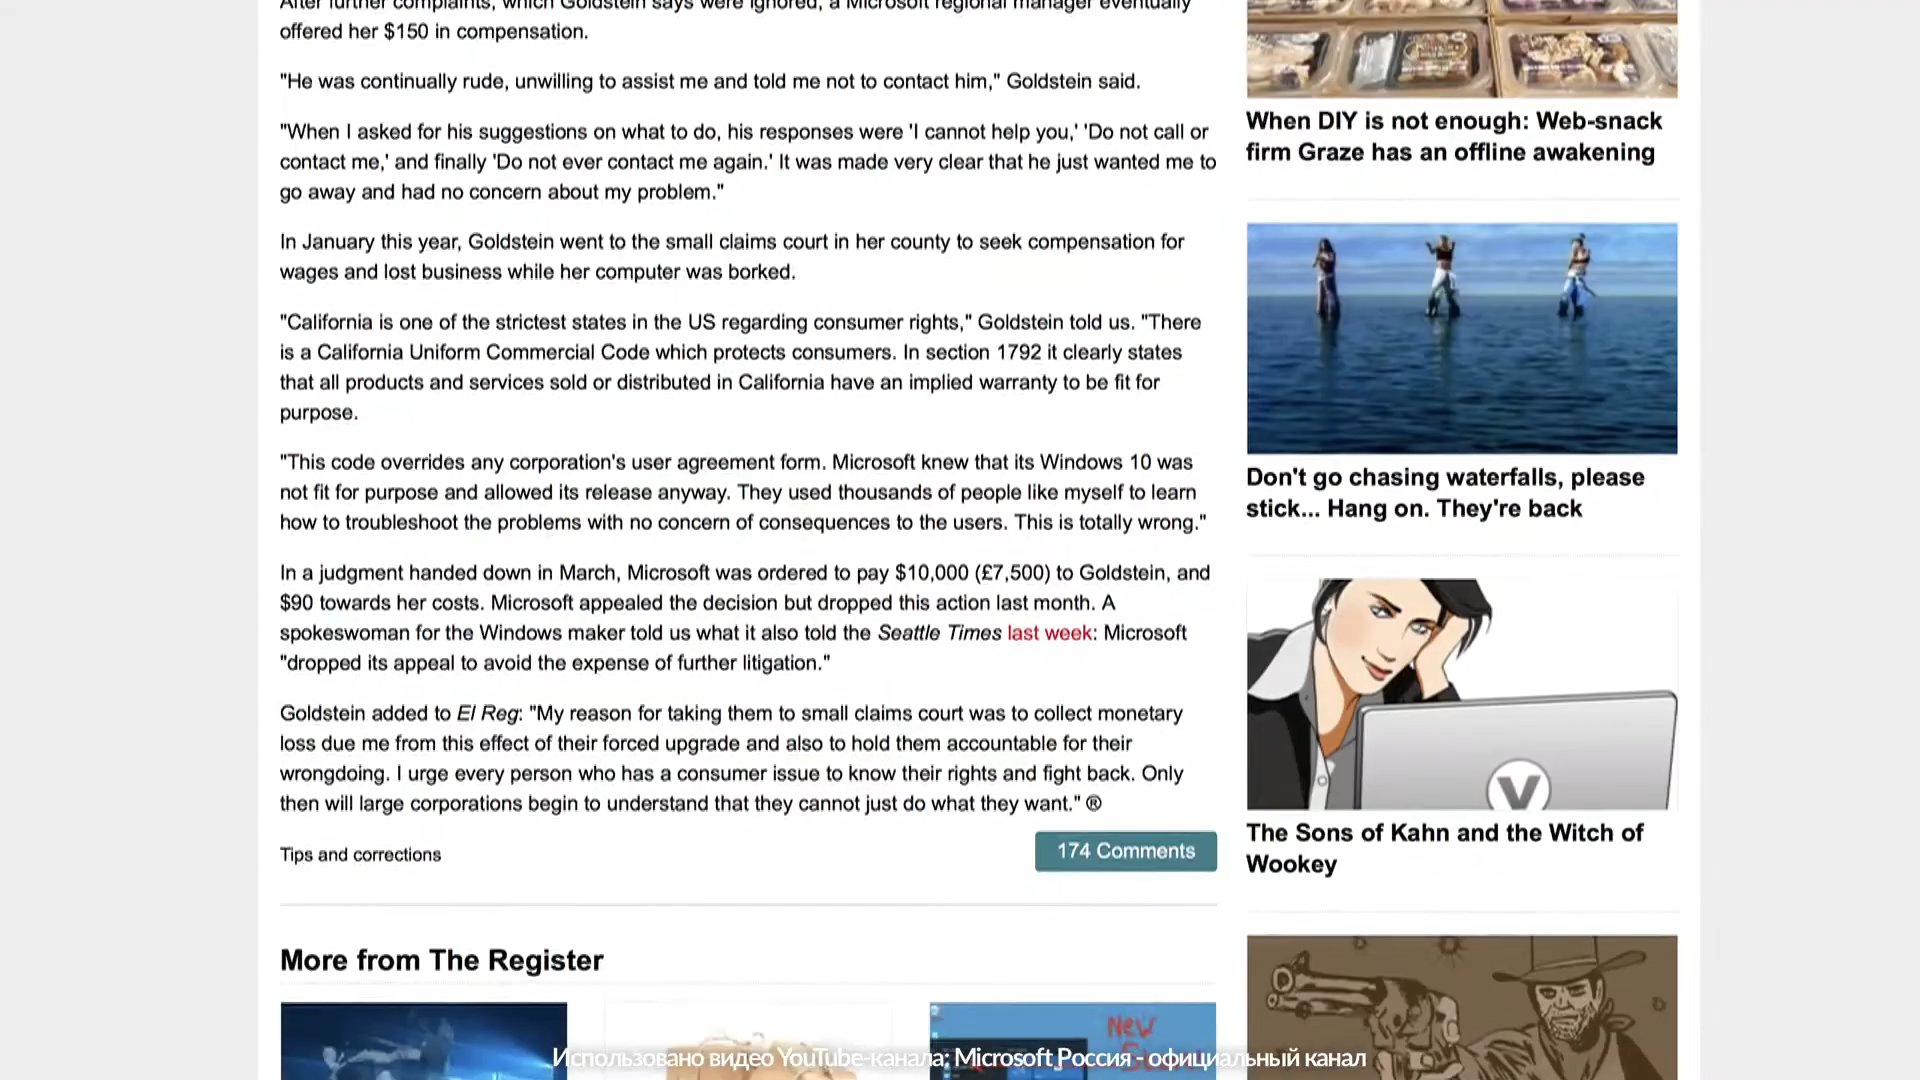 After further complaints, which Goldstein says were ignored, a Microsoft regional manager eventually
offered her $150 in compensation.
"He was continually rude, unwilling to assist me and told me not to contact him," Goldstein said.
"When I asked for his suggestions on what to do, his responses were 'I cannot help you,' 'Do not call or
contact me,' and finally 'Do not ever contact me again.' It was made very clear that he just wanted me to
go away and had no concern about my problem."
In January this year, Goldstein went to the small claims court in her county to seek compensation for
wages and lost business while her computer was borked.
"California is one of the strictest states in the US regarding consumer rights," Goldstein told us. "There
is a California Uniform Commercial Code which protects consumers. In section 1792 it clearly states
that all products and services sold or distributed in California have an implied warranty to be fit for
purpose.
"This code overrides any corporation's user agreement form. Microsoft knew that its Windows 10 was
not fit for purpose and allowed its release anyway. They used thousands of people like myself to learn
how to troubleshoot the problems with no concern of consequences to the users. This is totally wrong."
In a judgment handed down in March, Microsoft was ordered to pay $10,000 (£7,500) to Goldstein, and
$90 towards her costs. Microsoft appealed the decision but dropped this action last month. A
spokeswoman for the Windows maker told us what it also told the Seattle Times last week: Microsoft
"dropped its appeal to avoid the expense of further litigation."
Goldstein added to El Reg: "My reason for taking them to small claims court was to collect monetary
loss due me from this effect of their forced upgrade and also to hold them accountable for their
wrongdoing. I urge every person who has a consumer issue to know their rights and fight back. Only
then will large corporations begin to understand that they cannot just do what they want." ®
Tips and corrections
174 Comments
More from The Register
New
When DIY is not enough: Web-snack
firm Graze has an offline awakening
Don't go chasing waterfalls, please
stick... Hang on. They're back
V
The Sons of Kahn and the Witch of
Wookey
Использовано видео YouTube-канала: Microsoft Россия - официальный канал